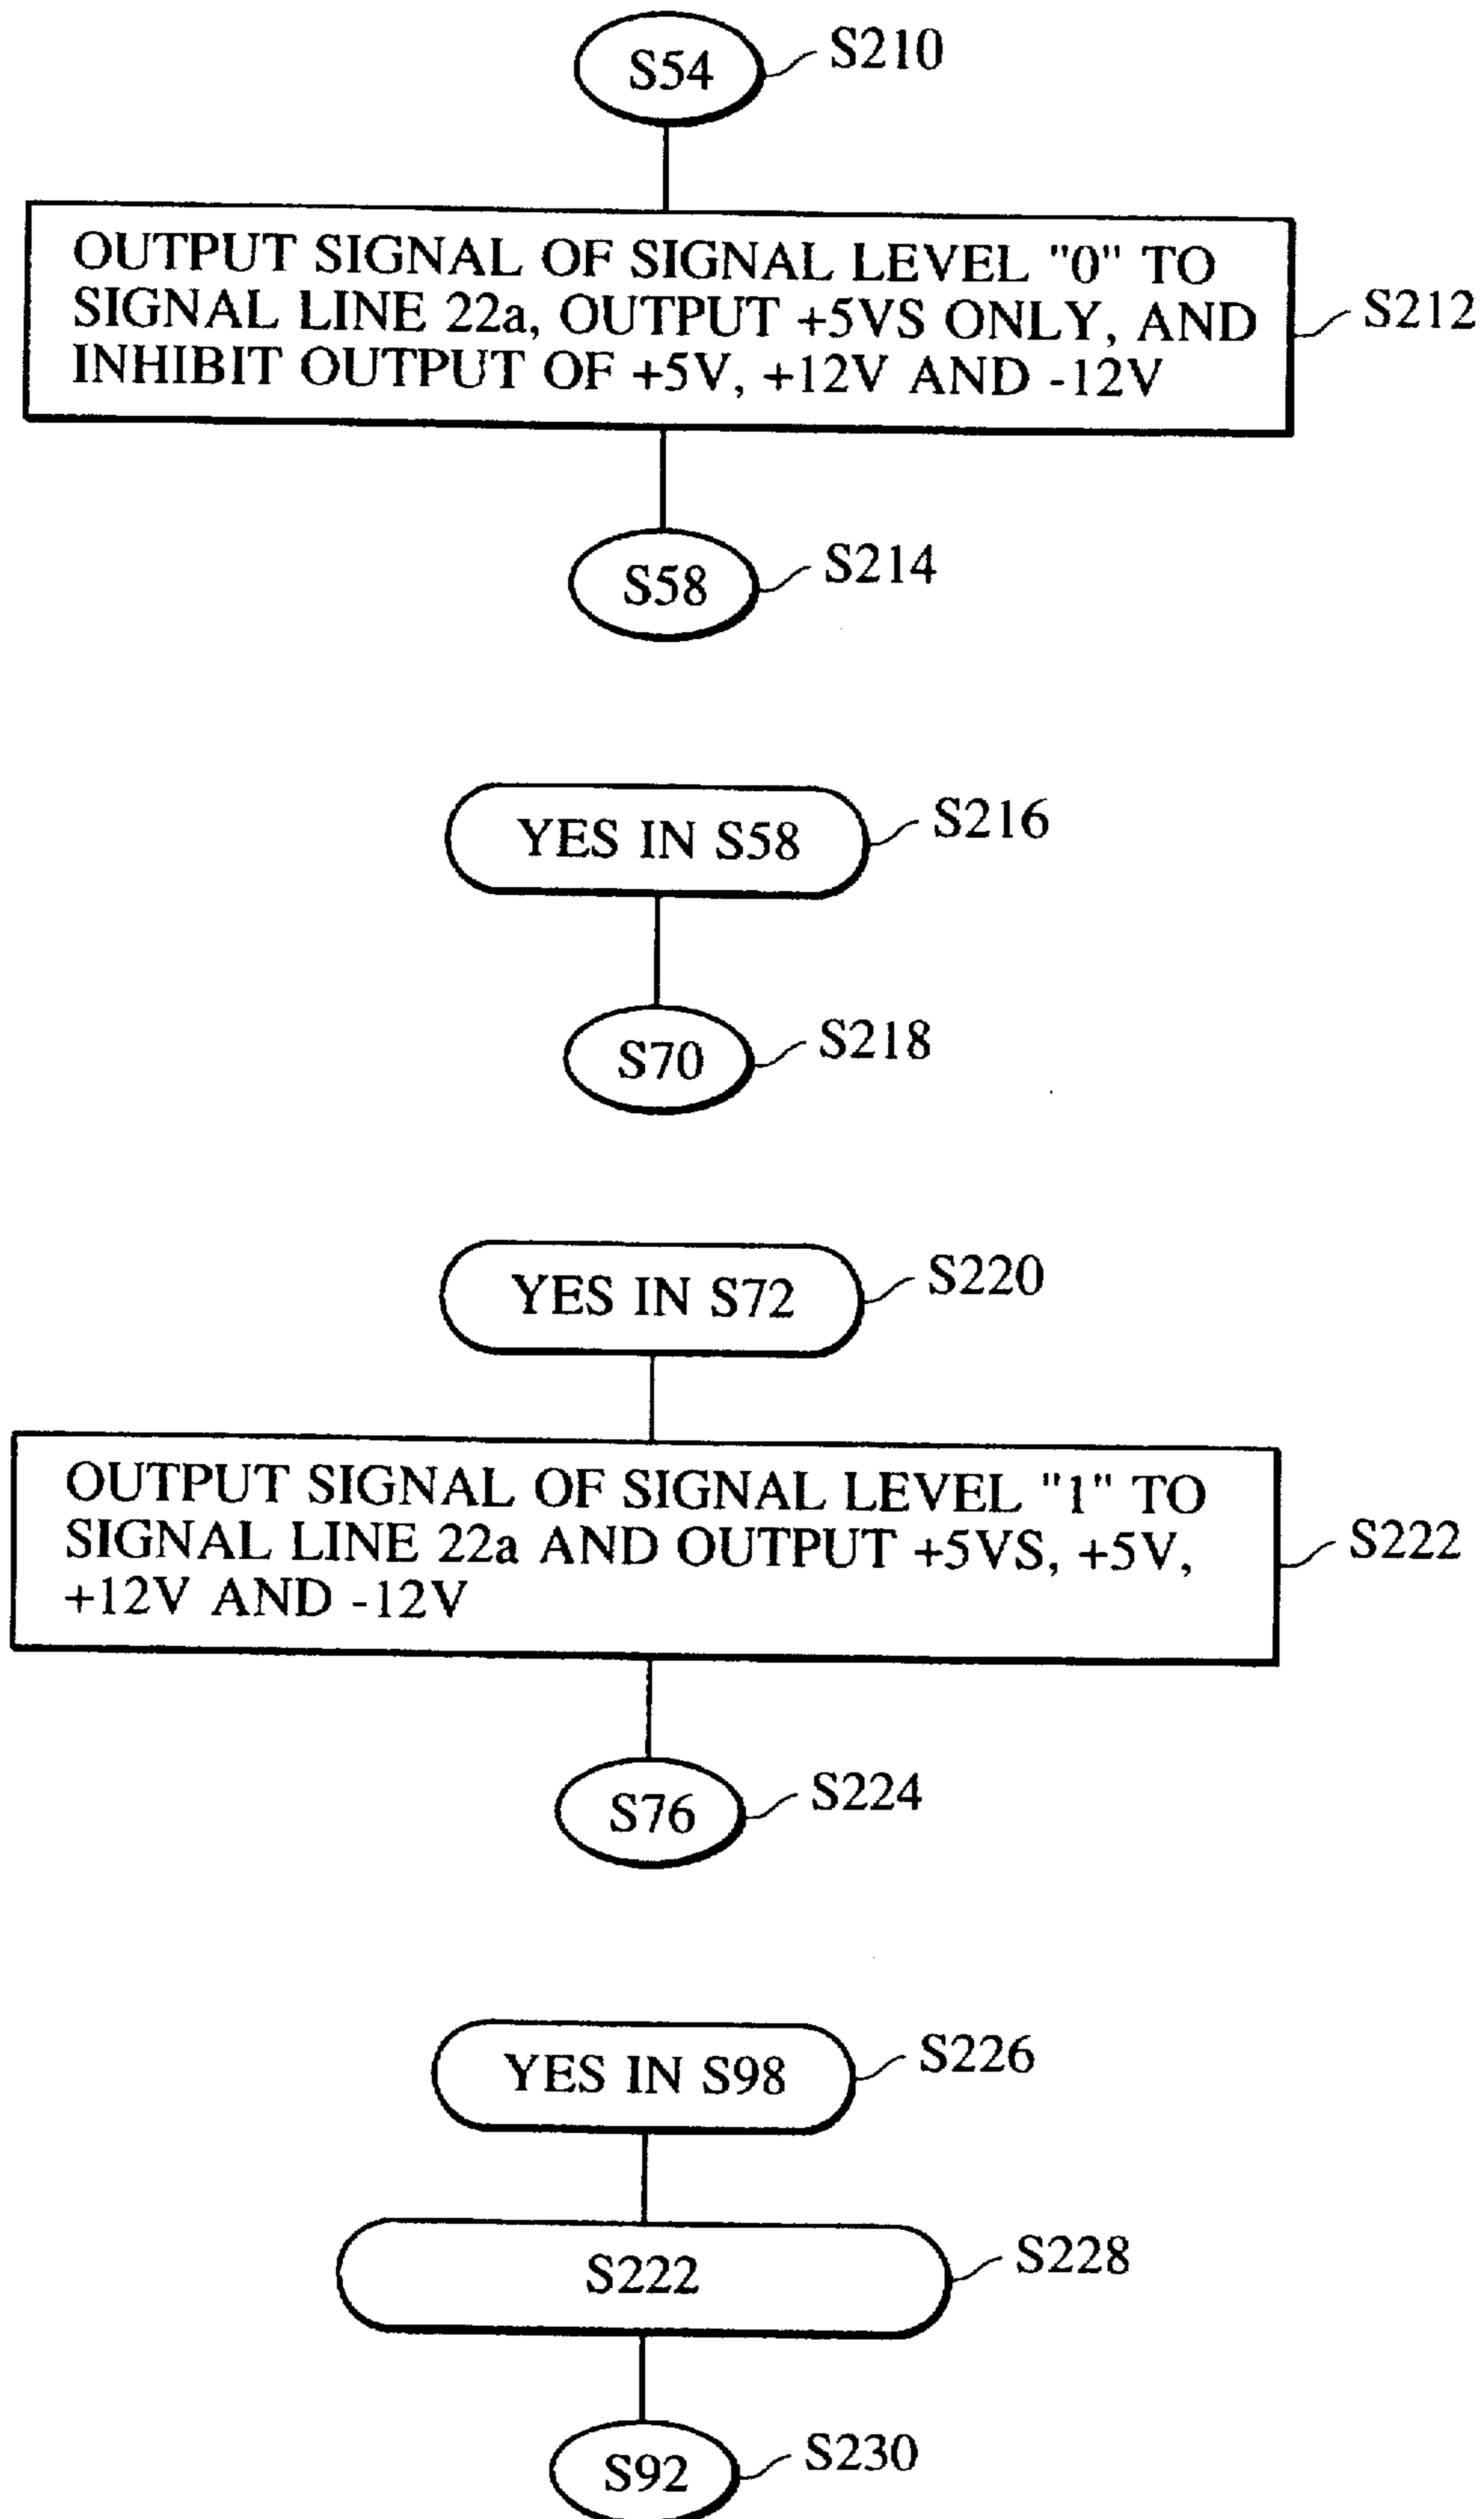 S54
S210
OUTPUT SIGNAL OF SIGNAL LEVEL "0" TO
SIGNAL LINE 22a, OUTPUT +5VS ONLY, AND
INHIBIT OUTPUT OF +5V, +12V AND -12V
S212
S58
S214
YES IN S58
S216
S70
S218
YES IN S72
S220
OUTPUT SIGNAL OF SIGNAL LEVEL "1" TO
SIGNAL LINE 22a AND OUTPUT +5VS, +5V,
+12V AND -12V
S222
S76
S224
YES IN S98
S226
S222
S228
S92
S230